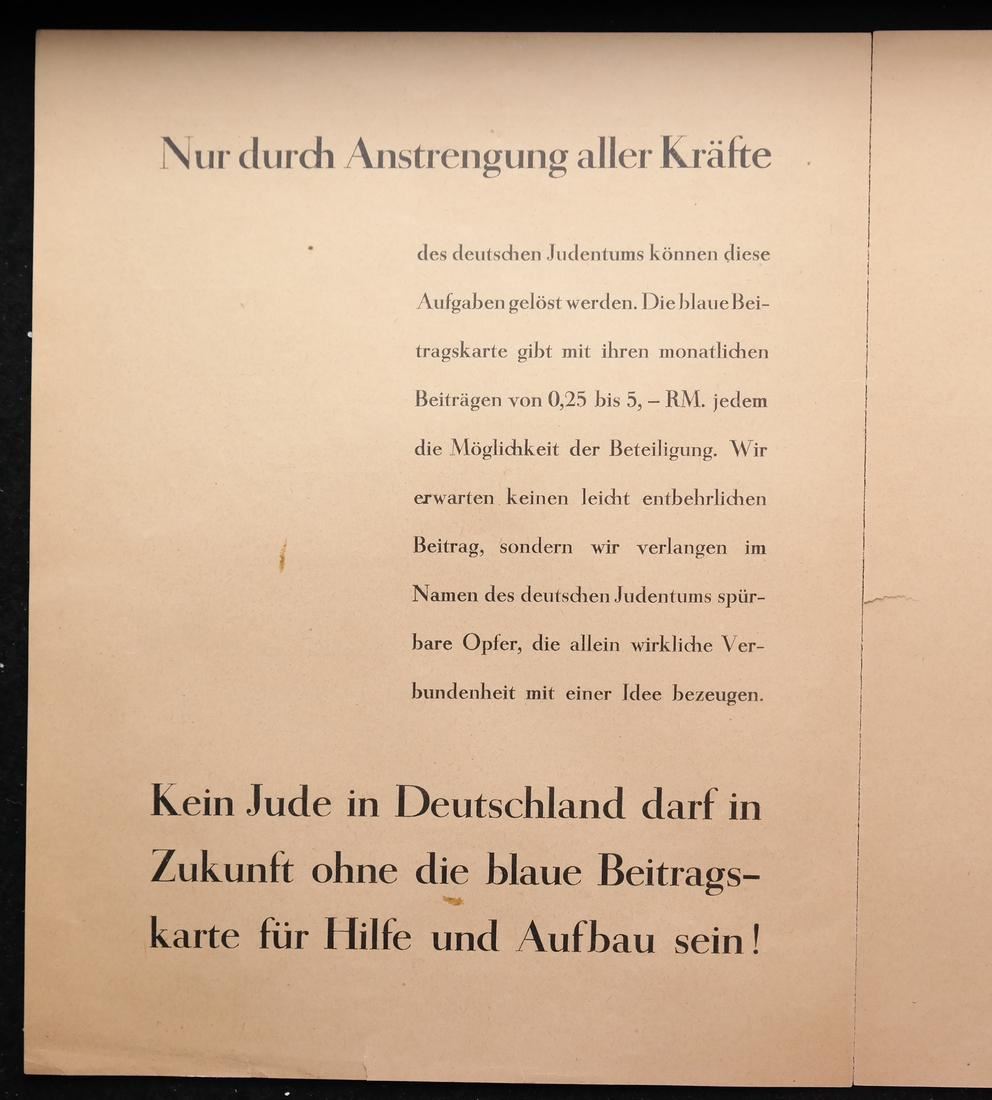 Nur durch Anstrengung aller Kräfte
des deutschen Judentums können diese
Aufgaben gelöst werden. Die blaue Bei-
tragskarte gibt mit ihren monatlichen
Beiträgen von 0,25 bis 5,– RM. jedem
die Möglichkeit der Beteiligung. Wir
erwarten keinen leicht entbehrlichen
Beitrag, sondern wir verlangen im
Namen des deutschen Judentums spür-
bare Opfer, die allein wirkliche Ver-
bundenheit mit einer Idee bezeugen.
Kein Jude in Deutschland darf in
Zukunft ohne die blaue Beitrags-
karte für Hilfe und Aufbau sein!